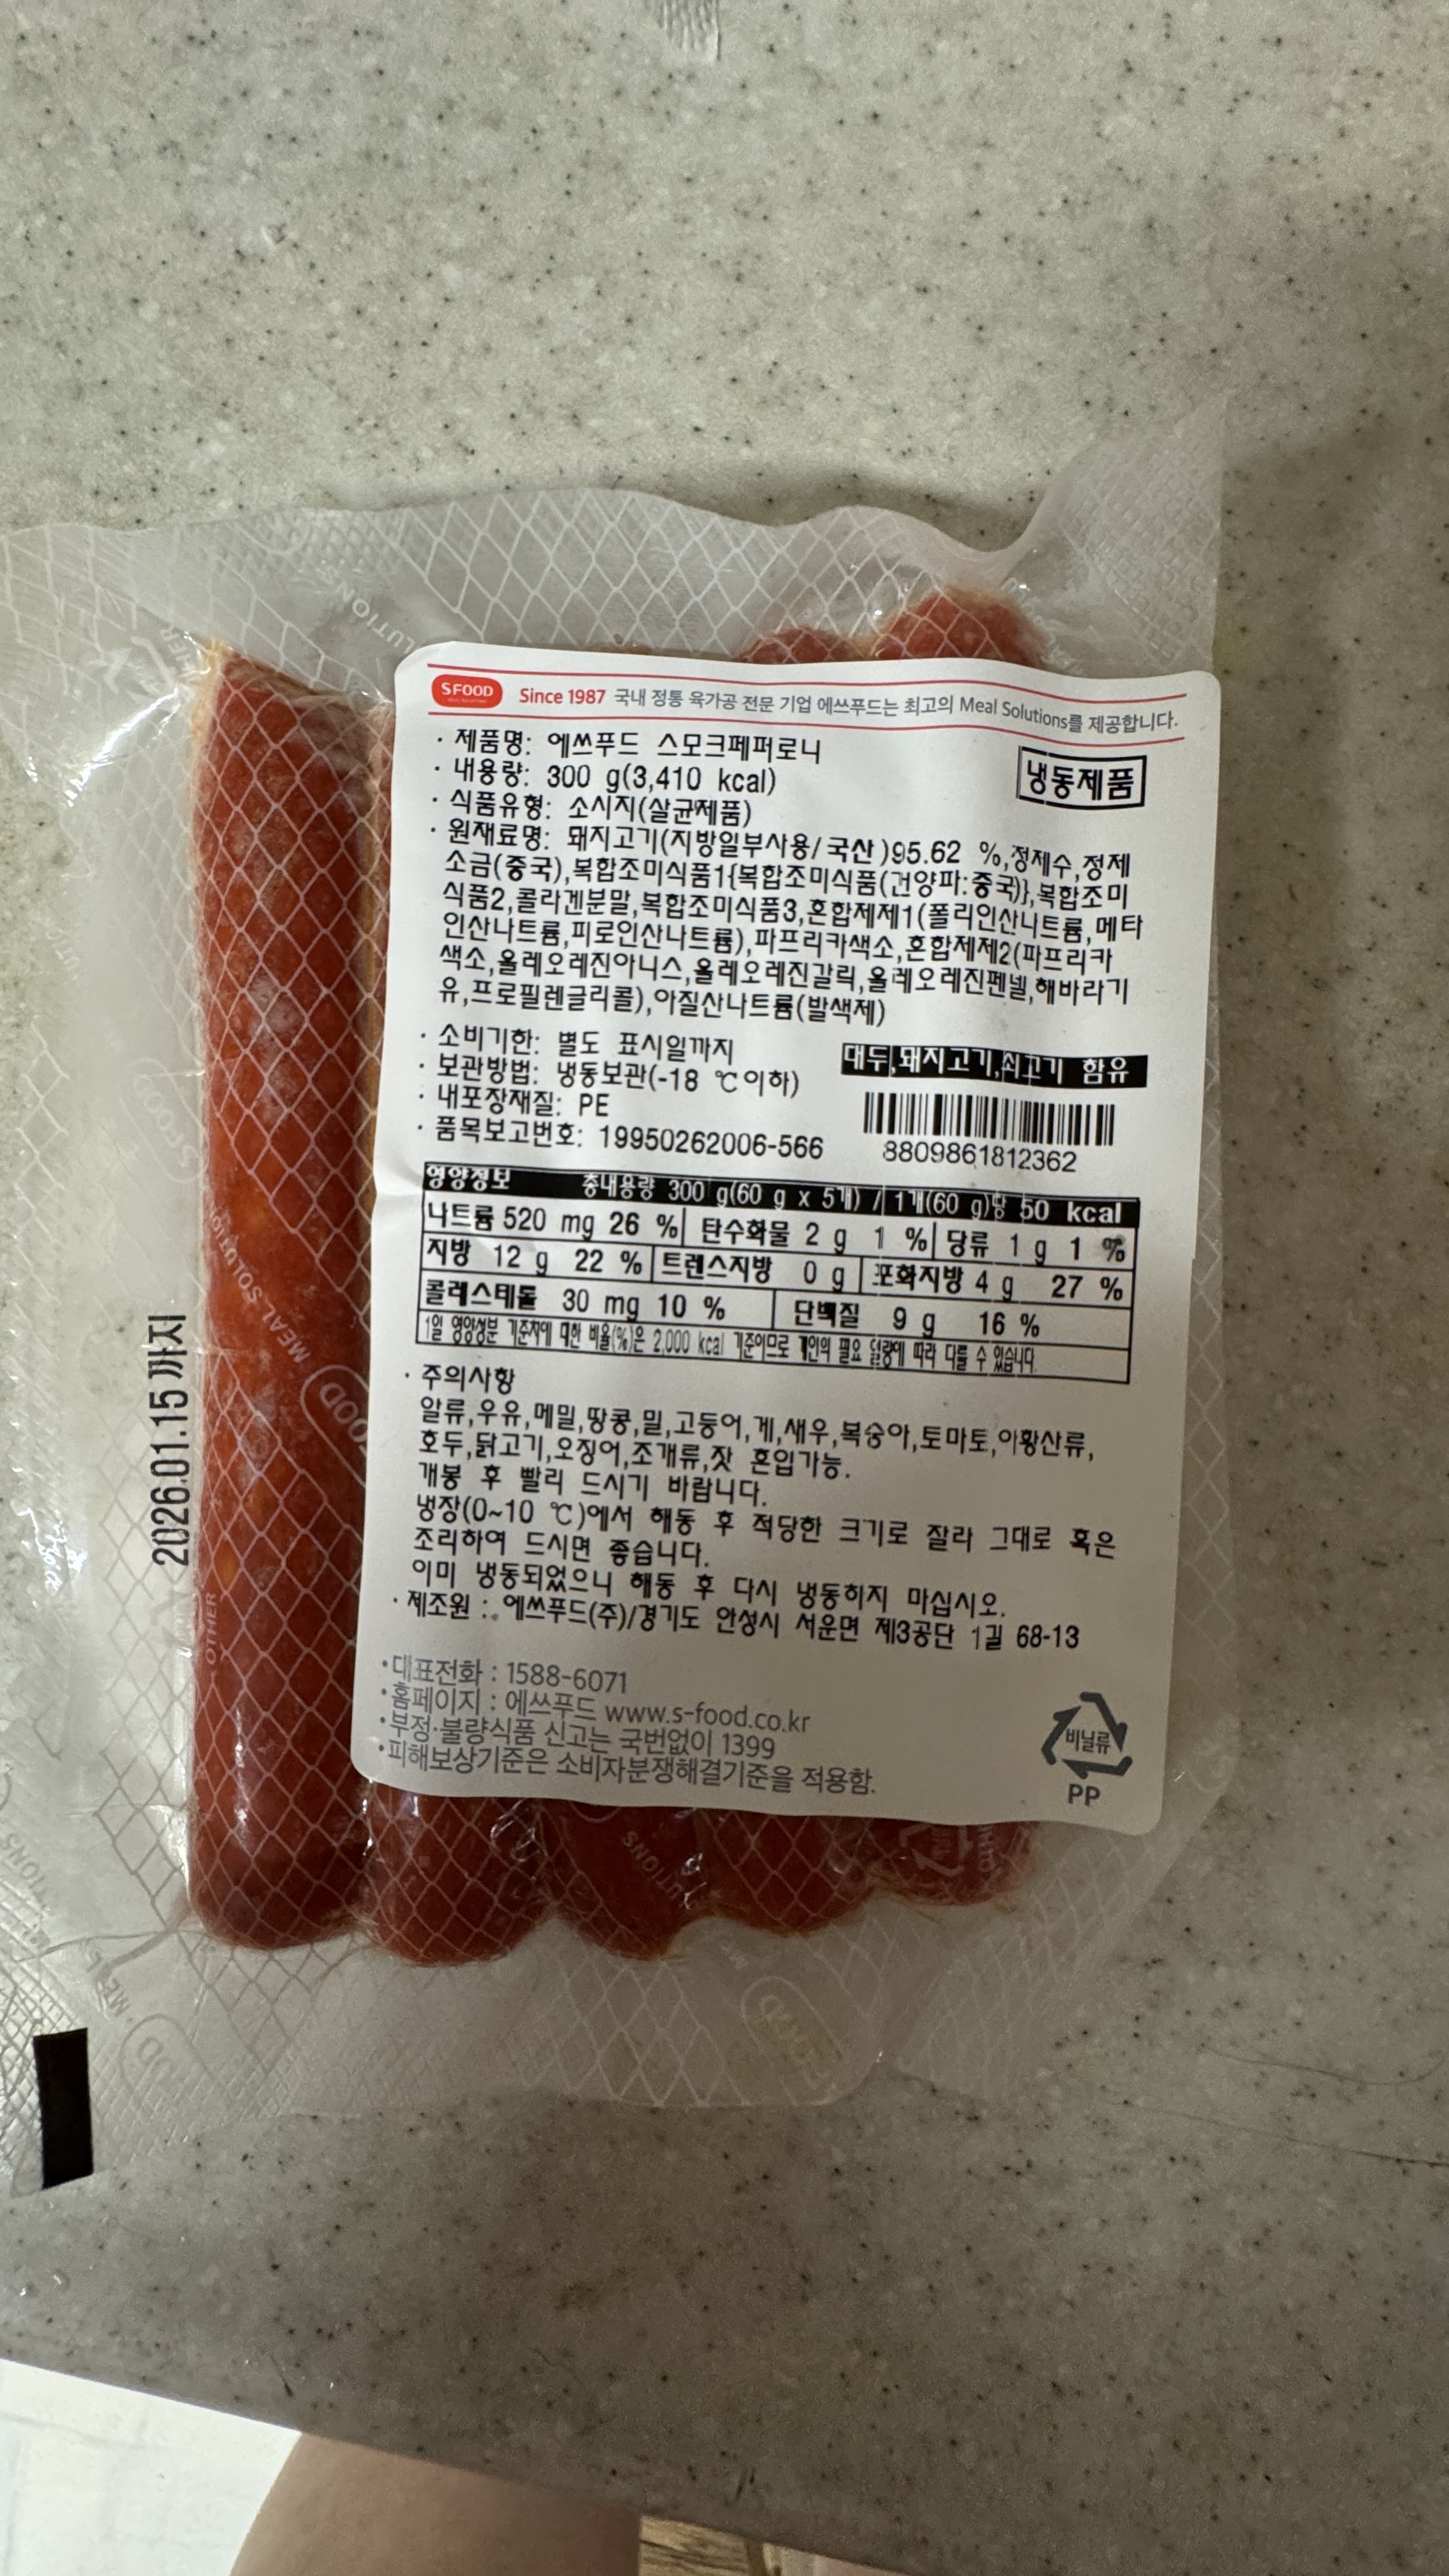 SFOOD Since 1987 국내 정통 육가공 전문 기업 에쓰푸드는 최고의 Meal Solutions를 제공합니다.
· 제품명: 에쓰푸드 스모크페퍼로니
냉동제품
· 내용량: 300 g(3,410 kcal)
· 식품유형: 소시지(살균제품)
· 원재료명: 돼지고기(지방일부사용/국산)95.62 %,정제수,정제
소금(중국),복합조미식품1{복합조미식품(건양파:중국)},복합조미
식품2,콜라겐분말,복합조미식품3,혼합제제1(폴리인산나트륨,메타
인산나트륨,피로인산나트륨),파프리카색소,혼합제제2(파프리카
색소,올레오레진아니스,올레오레진갈릭,올레오레진펜넬,해바라기
유,프로필렌글리콜),아질산나트륨(발색제)
· 소비기한: 별도 표시일까지
· 보관방법: 냉동보관(-18 ℃이하)
· 내포장재질: PE
· 품목보고번호: 19950262006-566
대두,돼지고기,쇠고기 함유
8809861812362
영양정보 총내용량 300 g(60 g x 5개) / 1개(60 g)당 50 kcal
나트륨 520 mg 26 % 탄수화물 2 g 1 % 당류 1 g 1 %
지방 12 g 22 % 트랜스지방 0 g 포화지방 4 g 27 %
콜레스테롤 30 mg 10 % 단백질 9 g 16 %
1일 영양성분 기준치에 대한 비율(%)은 2,000 kcal 기준이므로 개인의 필요 열량에 따라 다를 수 있습니다.
· 주의사항
알류,우유,메밀,땅콩,밀,고등어,게,새우,복숭아,토마토,아황산류,
호두,닭고기,오징어,조개류,잣 혼입가능.
개봉 후 빨리 드시기 바랍니다.
냉장(0~10 ℃)에서 해동 후 적당한 크기로 잘라 그대로 혹은
조리하여 드시면 좋습니다.
이미 냉동되었으니 해동 후 다시 냉동하지 마십시오.
· 제조원 : 에쓰푸드(주)/경기도 안성시 서운면 제3공단 1길 68-13
•대표전화 : 1588-6071
•홈페이지 : 에쓰푸드 www.s-food.co.kr
•부정·불량식품 신고는 국번없이 1399
•피해보상기준은 소비자분쟁해결기준을 적용함.
비닐류
PP
2026.01.15 까지
MEAL SOLUTIONS
OTHER